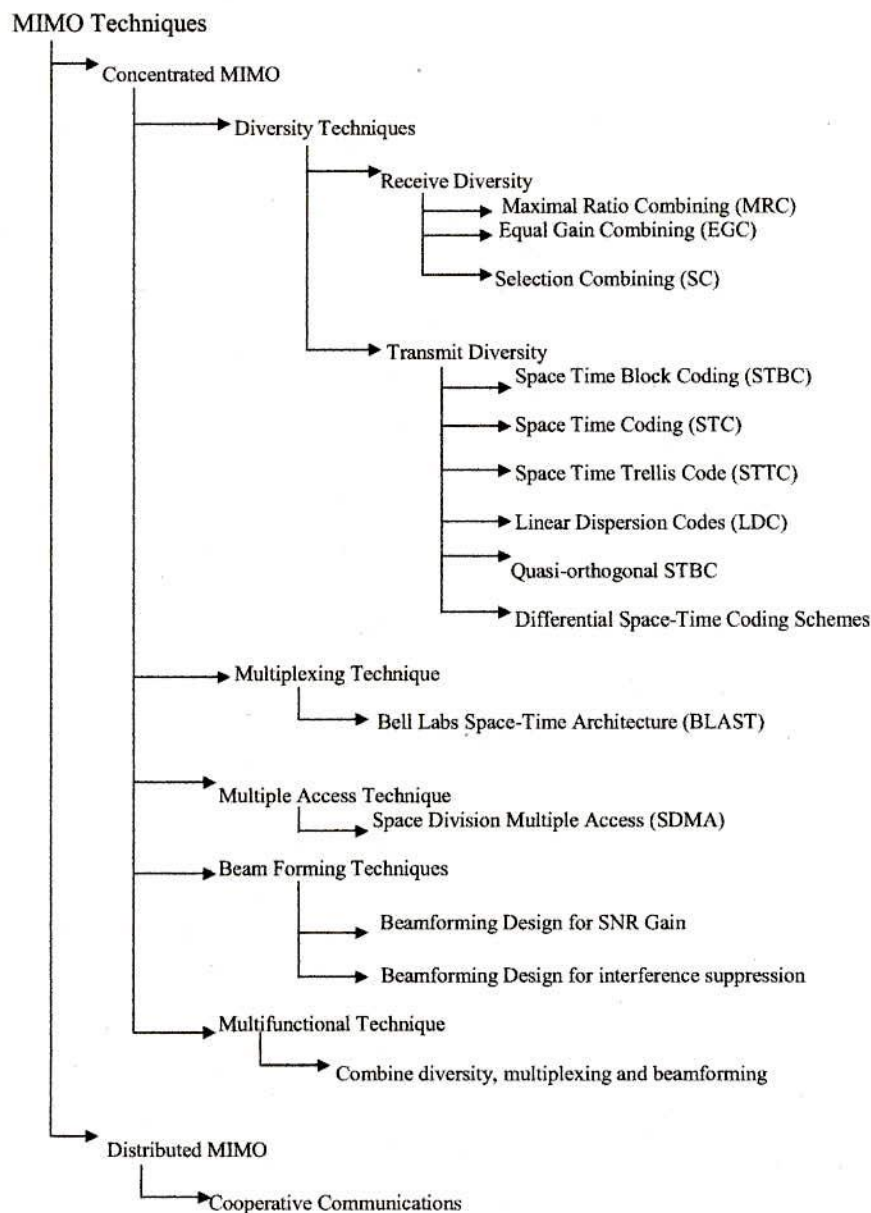 MIMO Techniques
Concentrated MIMO
Diversity Techniques
Receive Diversity
Maximal Ratio Combining (MRC)
Equal Gain Combining (EGC)
Selection Combining (SC)
Transmit Diversity
Space Time Block Coding (STBC)
Space Time Coding (STC)
Space Time Trellis Code (STTC)
Linear Dispersion Codes (LDC)
Quasi-orthogonal STBC
Differential Space-Time Coding Schemes
Multiplexing Technique
Bell Labs Space-Time Architecture (BLAST)
Multiple Access Technique
Space Division Multiple Access (SDMA)
Beam Forming Techniques
Beamforming Design for SNR Gain
Beamforming Design for interference suppression
Multifunctional Technique
Combine diversity, multiplexing and beamforming
Distributed MIMO
Cooperative Communications